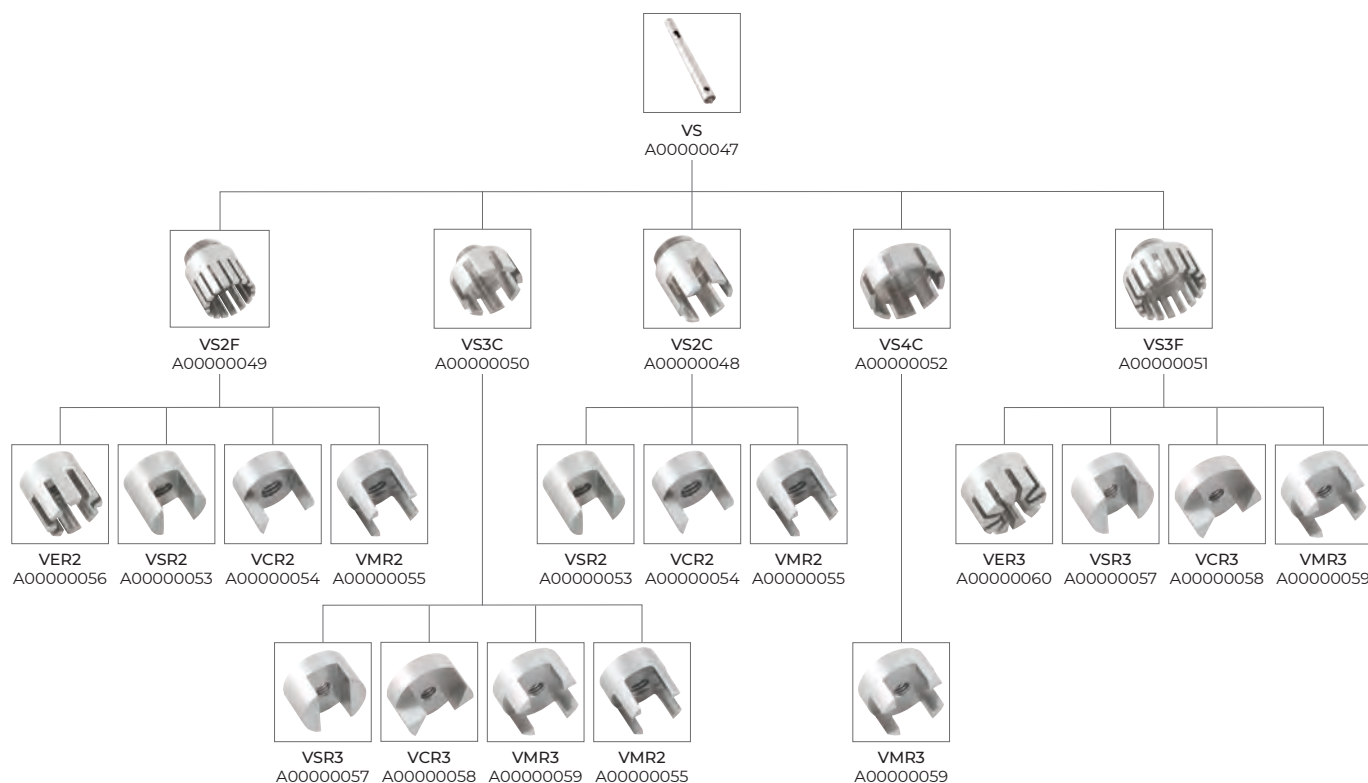 VS
A00000047
VS2F
A00000049
VS3C
A00000050
VS2C
A00000048
VS4C
A00000052
VS3F
A00000051
VER2
A00000056
VSR2
A00000053
VCR2
A00000054
VMR2
A00000055
VSR2
A00000053
VCR2
A00000054
VMR2
A00000055
VER3
A00000060
VSR3
A00000057
VCR3
A00000058
VMR3
A00000059
VSR3
A00000057
VCR3
A00000058
VMR3
A00000059
VMR2
A00000055
VMR3
A00000059